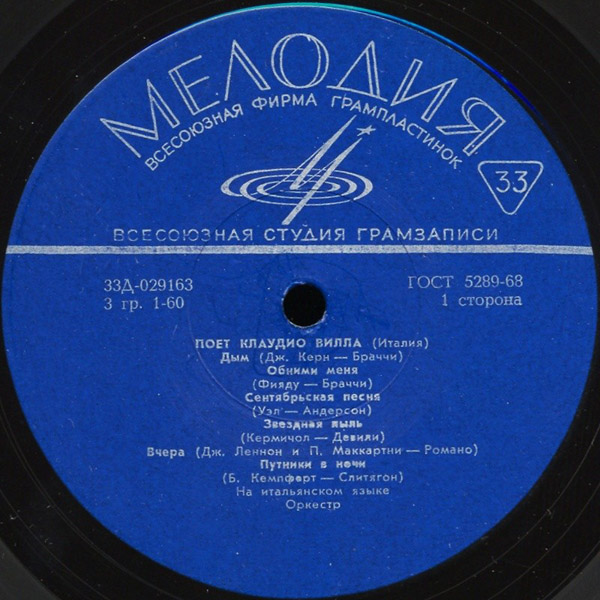 МЕЛОДИЯ
ВСЕСОЮЗНАЯ ФИРМА ГРАМПЛАСТИНОК
33
ВСЕСОЮЗНАЯ СТУДИЯ ГРАМЗАПИСИ
33Д-029163
ГОСТ 5289-68
3 гр. 1-60
1 сторона
ПОЕТ КЛАУДИО ВИЛЛА (Италия)
Дым (Дж. Керн — Браччи)
Обними меня
(Фияду — Браччи)
Сентябрьская песня
(Уэл — Андерсон)
Звездная пыль
(Кермичол — Девили)
Вчера (Дж. Леннон и П. Маккартни — Романо)
Путники в ночи
(Б. Кемпферт — Слитягон)
На итальянском языке
Оркестр